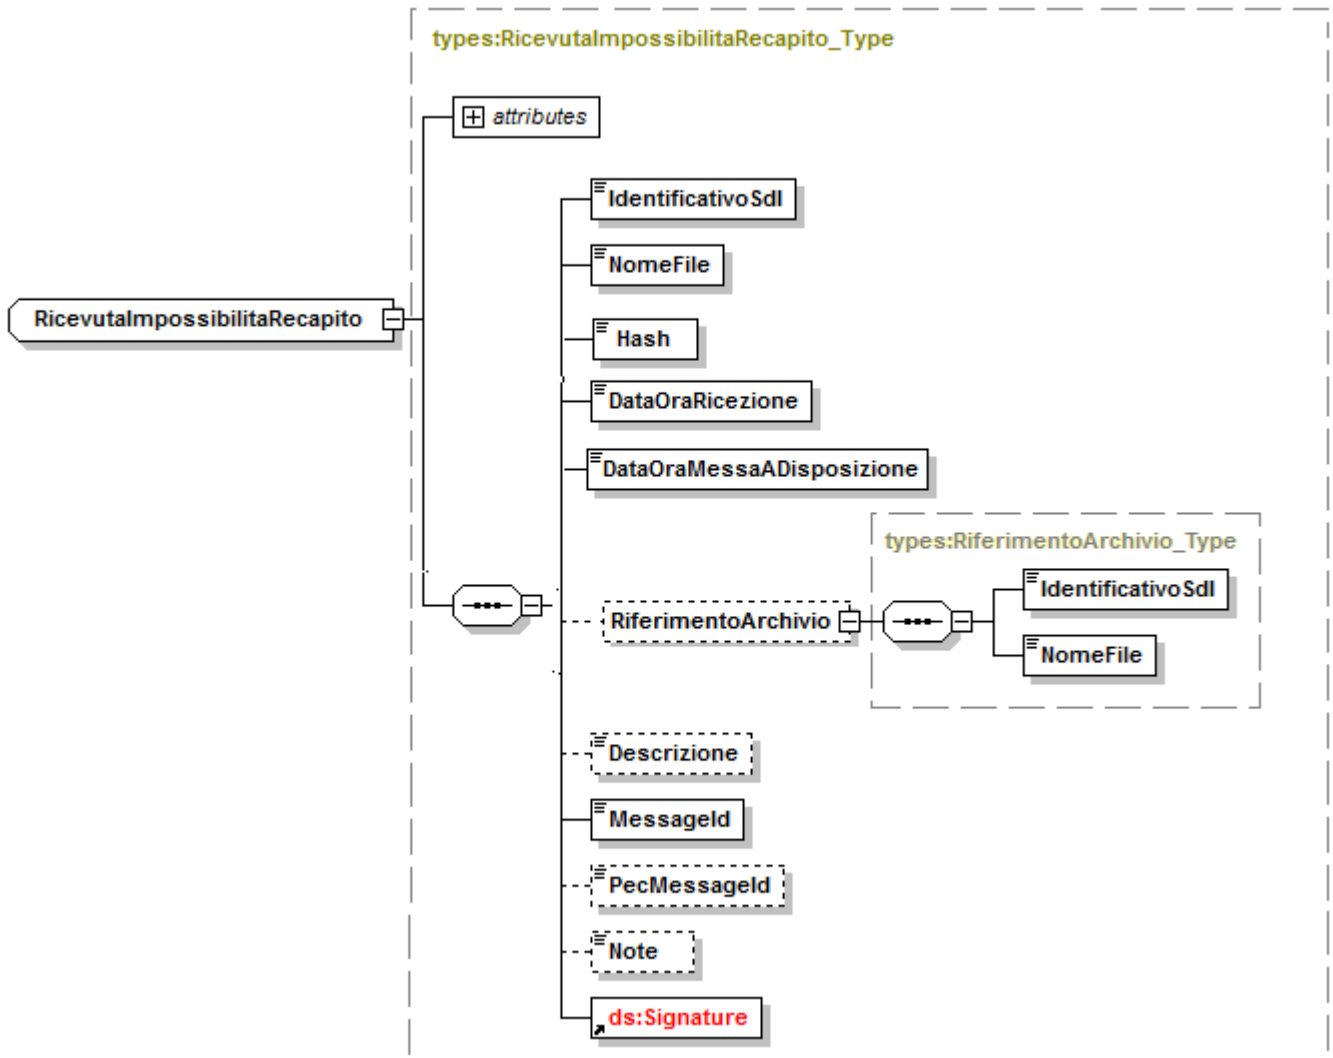 types:RicevutaImpossibilitaRecapito_Type
attributes
IdentificativoSdI
NomeFile
RicevutaImpossibilitaRecapito
Hash
DataOraRicezione
DataOraMessaADisposizione
types:RiferimentoArchivio_Type
IdentificativoSdI
RiferimentoArchivio
NomeFile
Descrizione
MessageId
PecMessageId
Note
ds:Signature